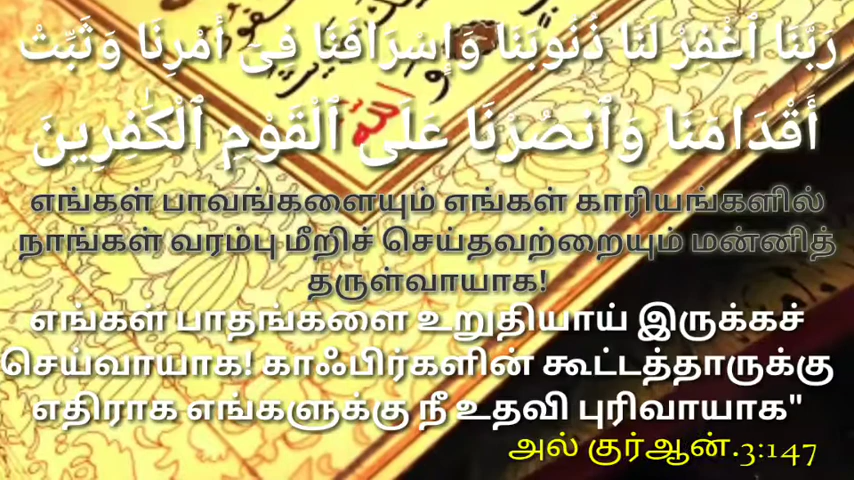 رَبَّنَا ٱغْفِرْ لَنَا ذُنُوبَنَا وَإِسْرَافَنَا فِىٓ أَمْرِنَا وَثَبِّتْ
أَقْدَامَنَا وَٱنصُرْنَا عَلَى ٱلْقَوْمِ ٱلْكَٰفِرِينَ
எங்கள் பாவங்களையும் எங்கள் காரியங்களில்
நாங்கள் வரம்பு மீறிச் செய்தவற்றையும் மன்னித்
தருள்வாயாக!
எங்கள் பாதங்களை உறுதியாய் இருக்கச்
செய்வாயாக! காஃபிர்களின் கூட்டத்தாருக்கு
எதிராக எங்களுக்கு நீ உதவி புரிவாயாக"
அல் குர்ஆன்.3:147